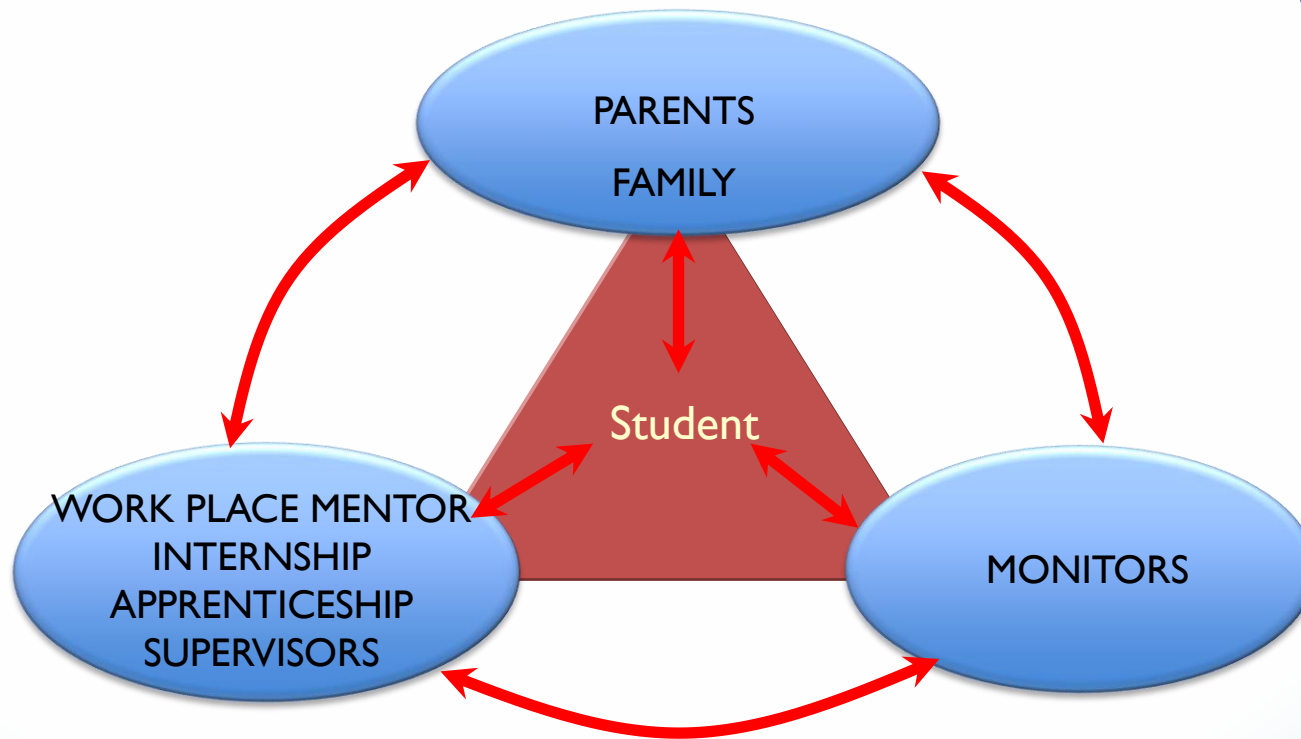 PARENTS
FAMILY
Student
WORK PLACE MENTOR
INTERNSHIP
APPRENTICESHIP
SUPERVISORS
MONITORS